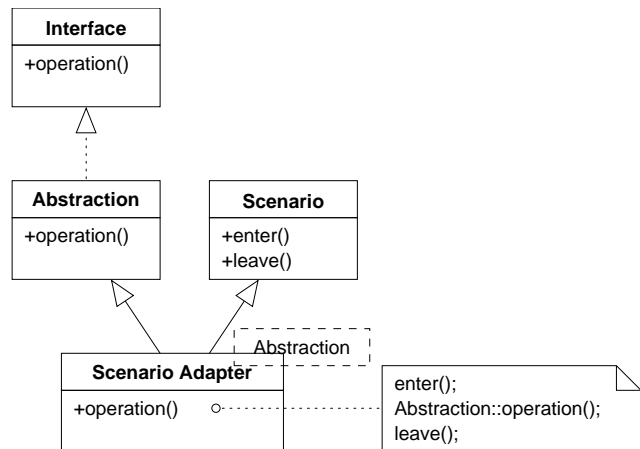 Interface
+operation()
Abstraction
+operation()
Scenario
+enter()
+leave()
Abstraction
Scenario Adapter
+operation()
enter();
Abstraction::operation();
leave();